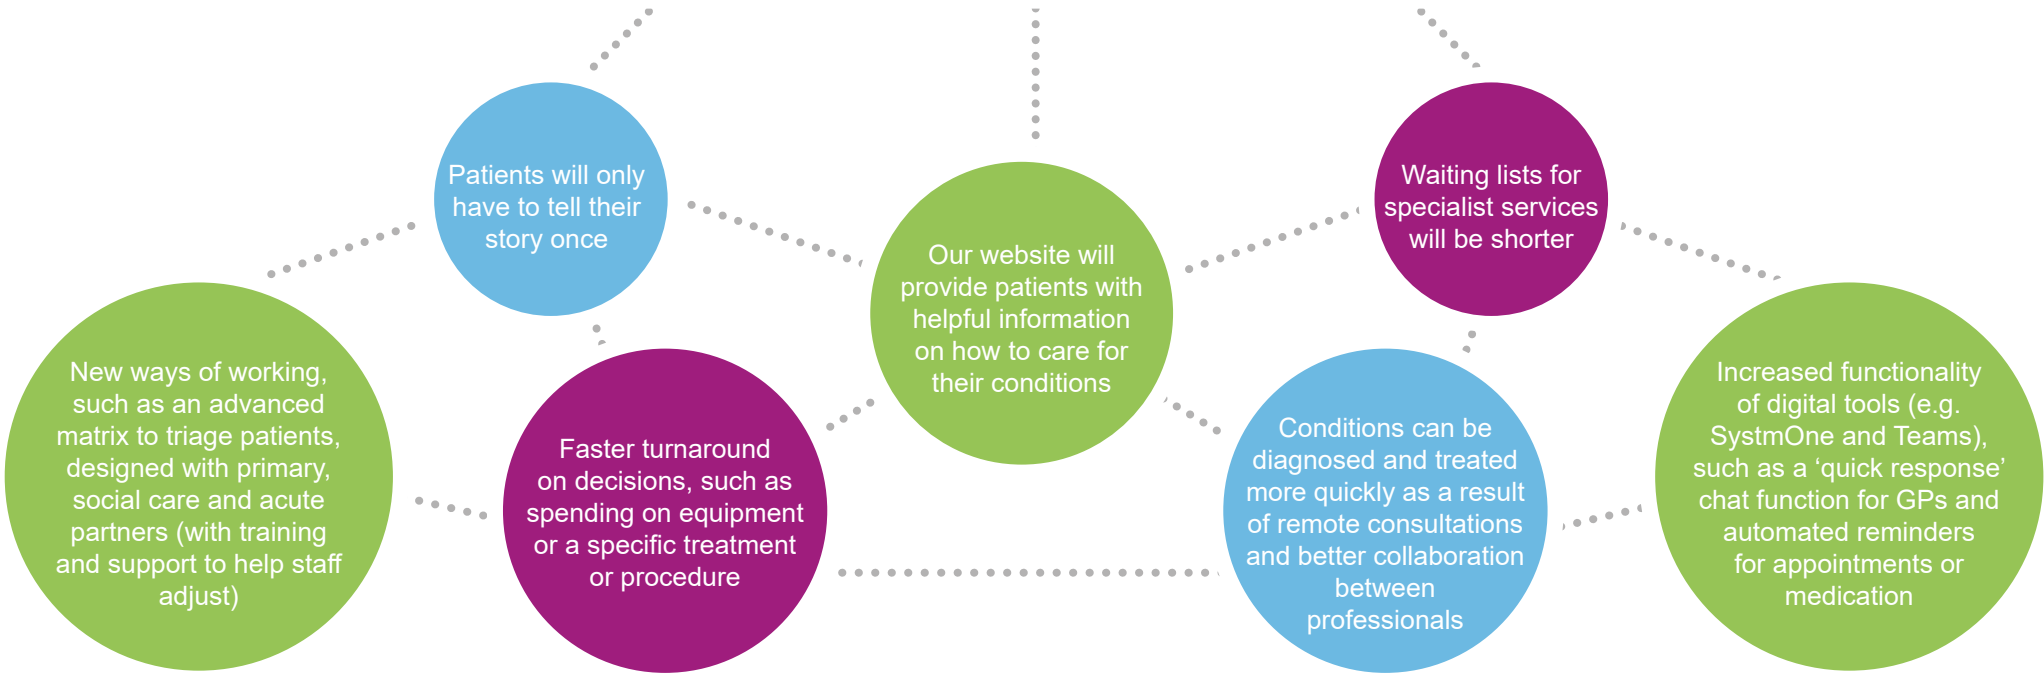 Patients will only
have to tell their
story once
Waiting lists for
specialist services
will be shorter
Our website will
provide patients with
helpful information
on how to care for
their conditions
New ways of working,
such as an advanced
matrix to triage patients,
designed with primary,
social care and acute
partners (with training
and support to help staff
adjust)
Faster turnaround
on decisions, such as
spending on equipment
or a specific treatment
or procedure
Conditions can be
diagnosed and treated
more quickly as a result
of remote consultations
and better collaboration
between
professionals
Increased functionality
of digital tools (e.g.
SystmOne and Teams),
such as a ‘quick response’
chat function for GPs and
automated reminders
for appointments or
medication